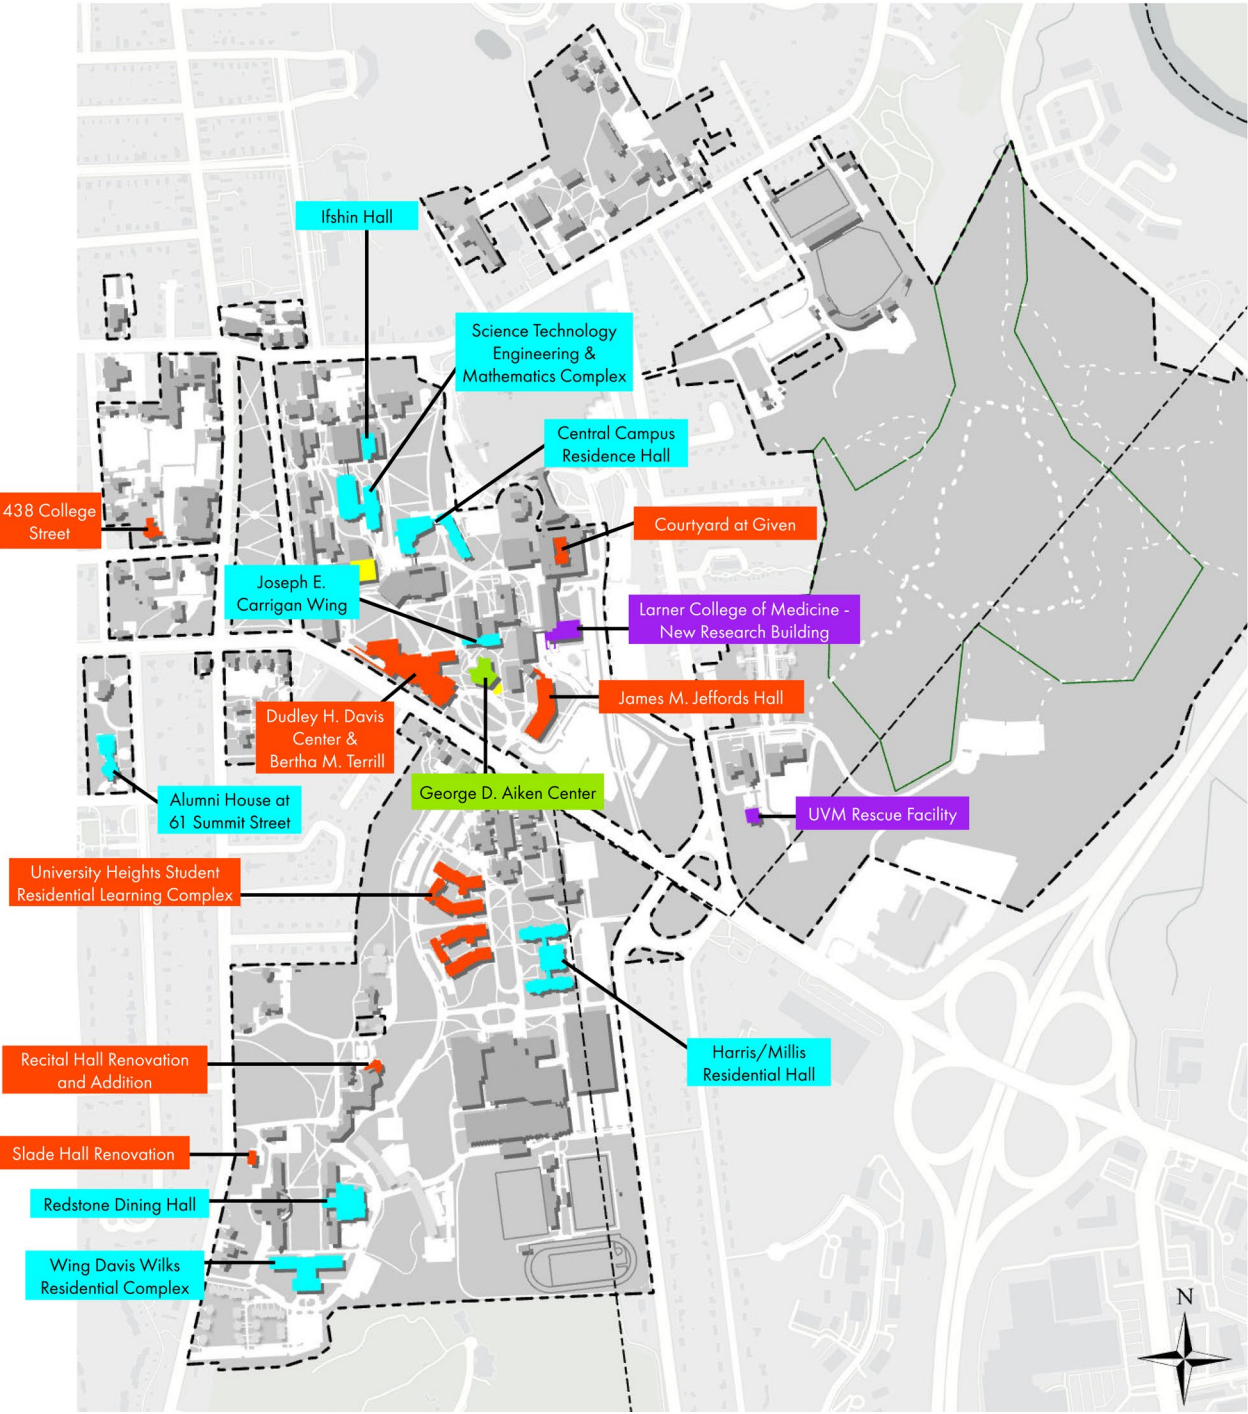 Ifshin Hall
Science Technology
Engineering &
Mathematics Complex
Central Campus
Residence Hall
438 College
Street
Courtyard at Given
Joseph E.
Carrigan Wing
Larner College of Medicine -
New Research Building
James M. Jeffords Hall
Dudley H. Davis
Center &
Bertha M. Terrill
George D. Aiken Center
Alumni House at
61 Summit Street
UVM Rescue Facility
University Heights Student
Residential Learning Complex
Recital Hall Renovation
and Addition
Harris/Millis
Residential Hall
Slade Hall Renovation
Redstone Dining Hall
Wing Davis Wilks
Residential Complex
N